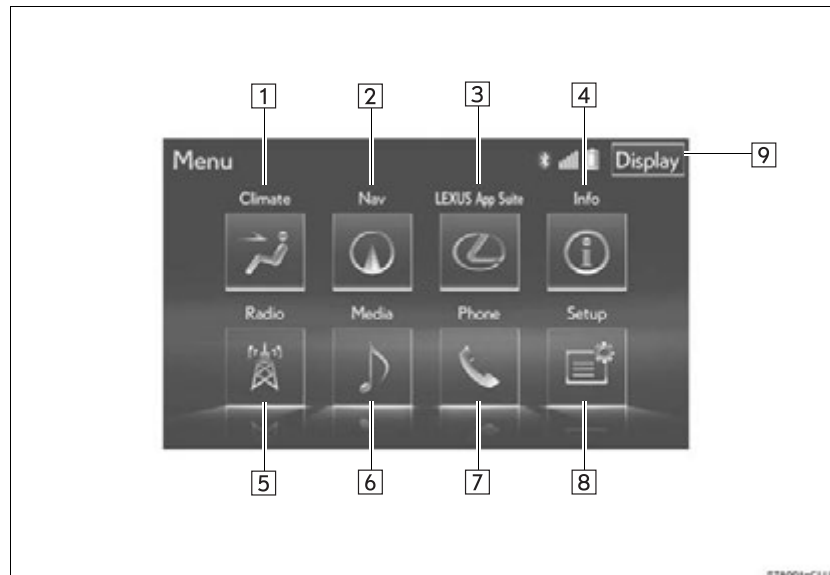 1 2 3 4
Menu Display 9
Climate Nav LEXUS App Suite Info
Radio Media Phone Setup
5 6 7 8